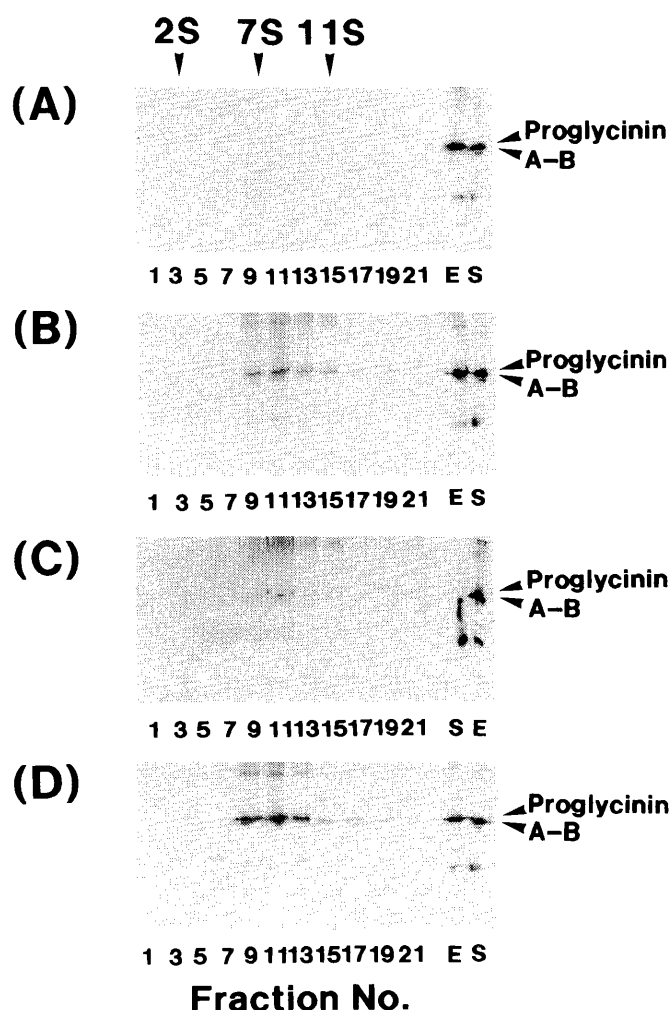 2S 7S 11S
(A)
Proglycinin
A-B
1 3 5 7 9 11 13 15 17 19 21 E S
(B)
Proglycinin
A-B
1 3 5 7 9 11 13 15 17 19 21 E S
(C)
Proglycinin
A-B
1 3 5 7 9 11 13 15 17 19 21 S E
(D)
Proglycinin
A-B
1 3 5 7 9 11 13 15 17 19 21 E S
Fraction No.